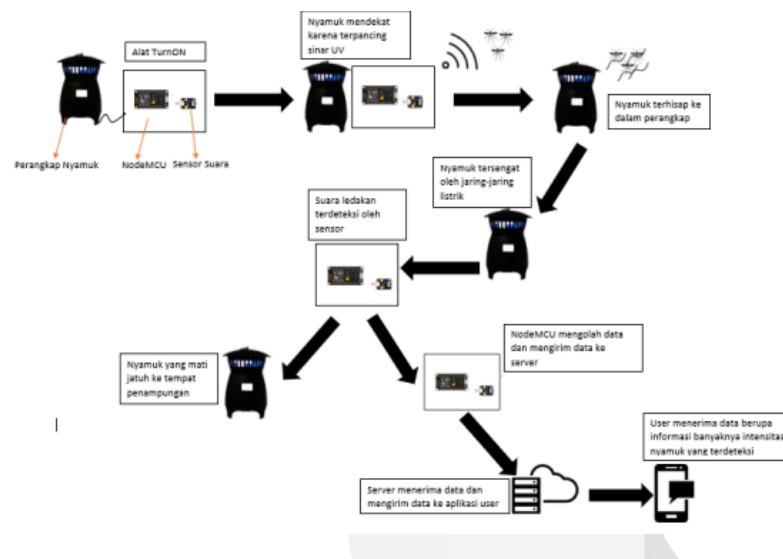 Alat TurnON
Nyamuk mendekat
karena terpancing
sinar UV
Perangkap Nyamuk
NodeMCU
Sensor Suara
Nyamuk terhisap ke
dalam perangkap
Nyamuk tersengat
oleh jaring-jaring
listrik
Suara ledakan
terdeteksi oleh
sensor
Nyamuk yang mati
jatuh ke tempat
penampungan
NodeMCU mengolah data
dan mengirim data ke
server
Server menerima data dan
mengirim data ke aplikasi user
User menerima data berupa
informasi banyaknya intensitas
nyamuk yang terdeteksi